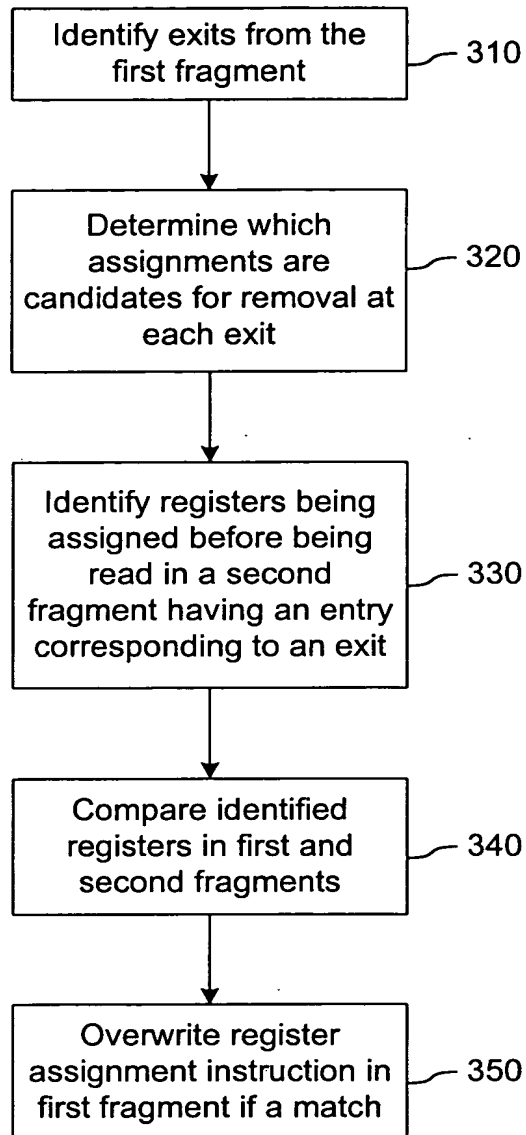 Identify exits from the
first fragment
310
Determine which
assignments are
candidates for removal at
each exit
320
Identify registers being
assigned before being
read in a second
fragment having an entry
corresponding to an exit
330
Compare identified
registers in first and
second fragments
340
Overwrite register
assignment instruction in
first fragment if a match
350